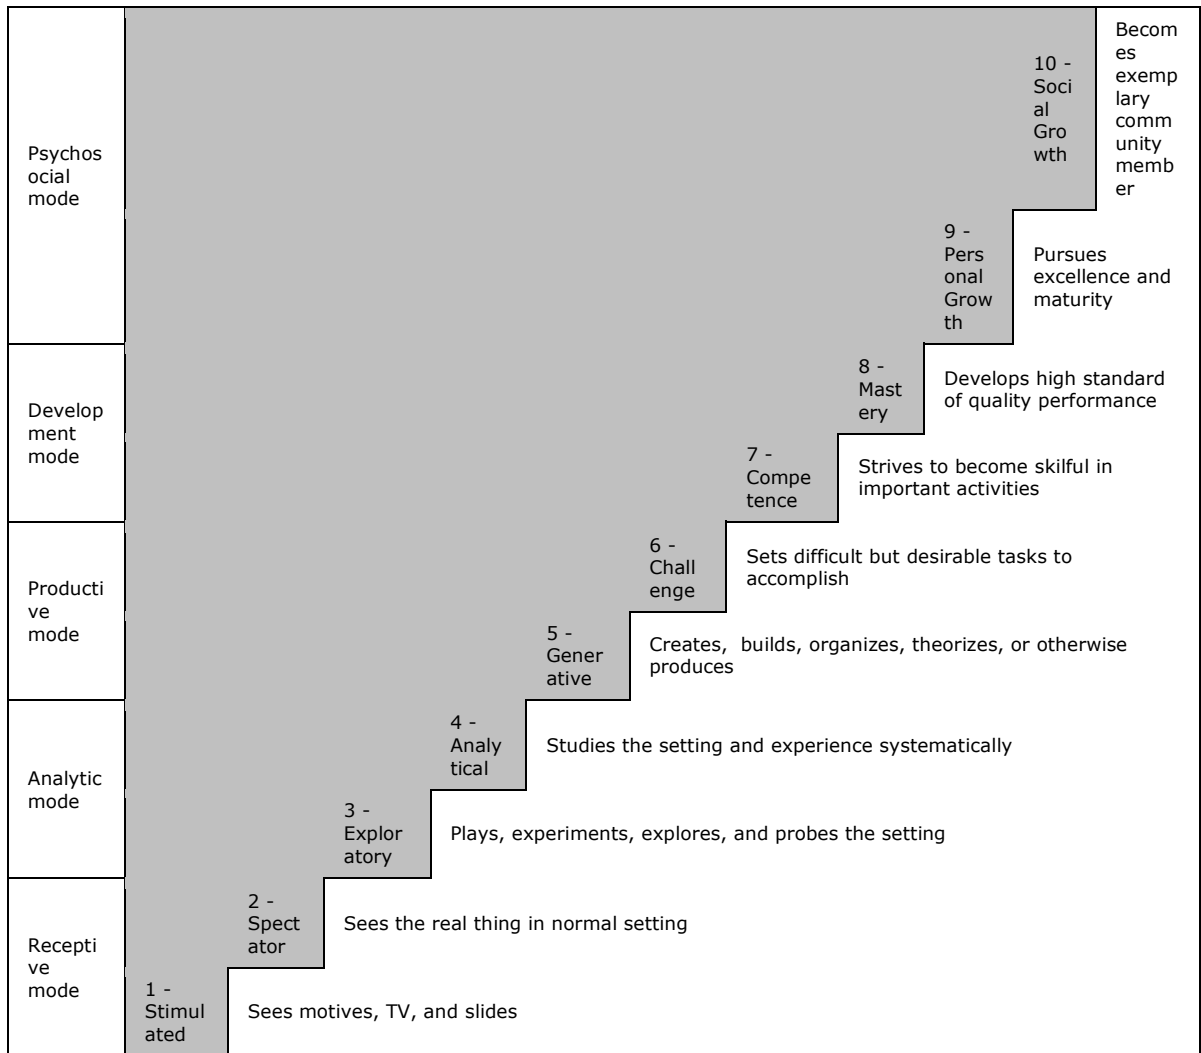 Psychos
ocial
mode
10 -
Soci
al
Gro
wth
Becom
es
exemp
lary
comm
unity
memb
er
9 -
Pers
onal
Grow
th
Pursues
excellence and
maturity
Develop
ment
mode
8 -
Mast
ery
Develops high standard
of quality performance
7 -
Compe
tence
Strives to become skilful in
important activities
Producti
ve
mode
6 -
Chall
enge
Sets difficult but desirable tasks to
accomplish
5 -
Gener
ative
Creates, builds, organizes, theorizes, or otherwise
produces
Analytic
mode
4 -
Analy
tical
Studies the setting and experience systematically
3 -
Explor
atory
Plays, experiments, explores, and probes the setting
Recepti
ve
mode
2 -
Spect
ator
Sees the real thing in normal setting
1 -
Stimul
ated
Sees motives, TV, and slides